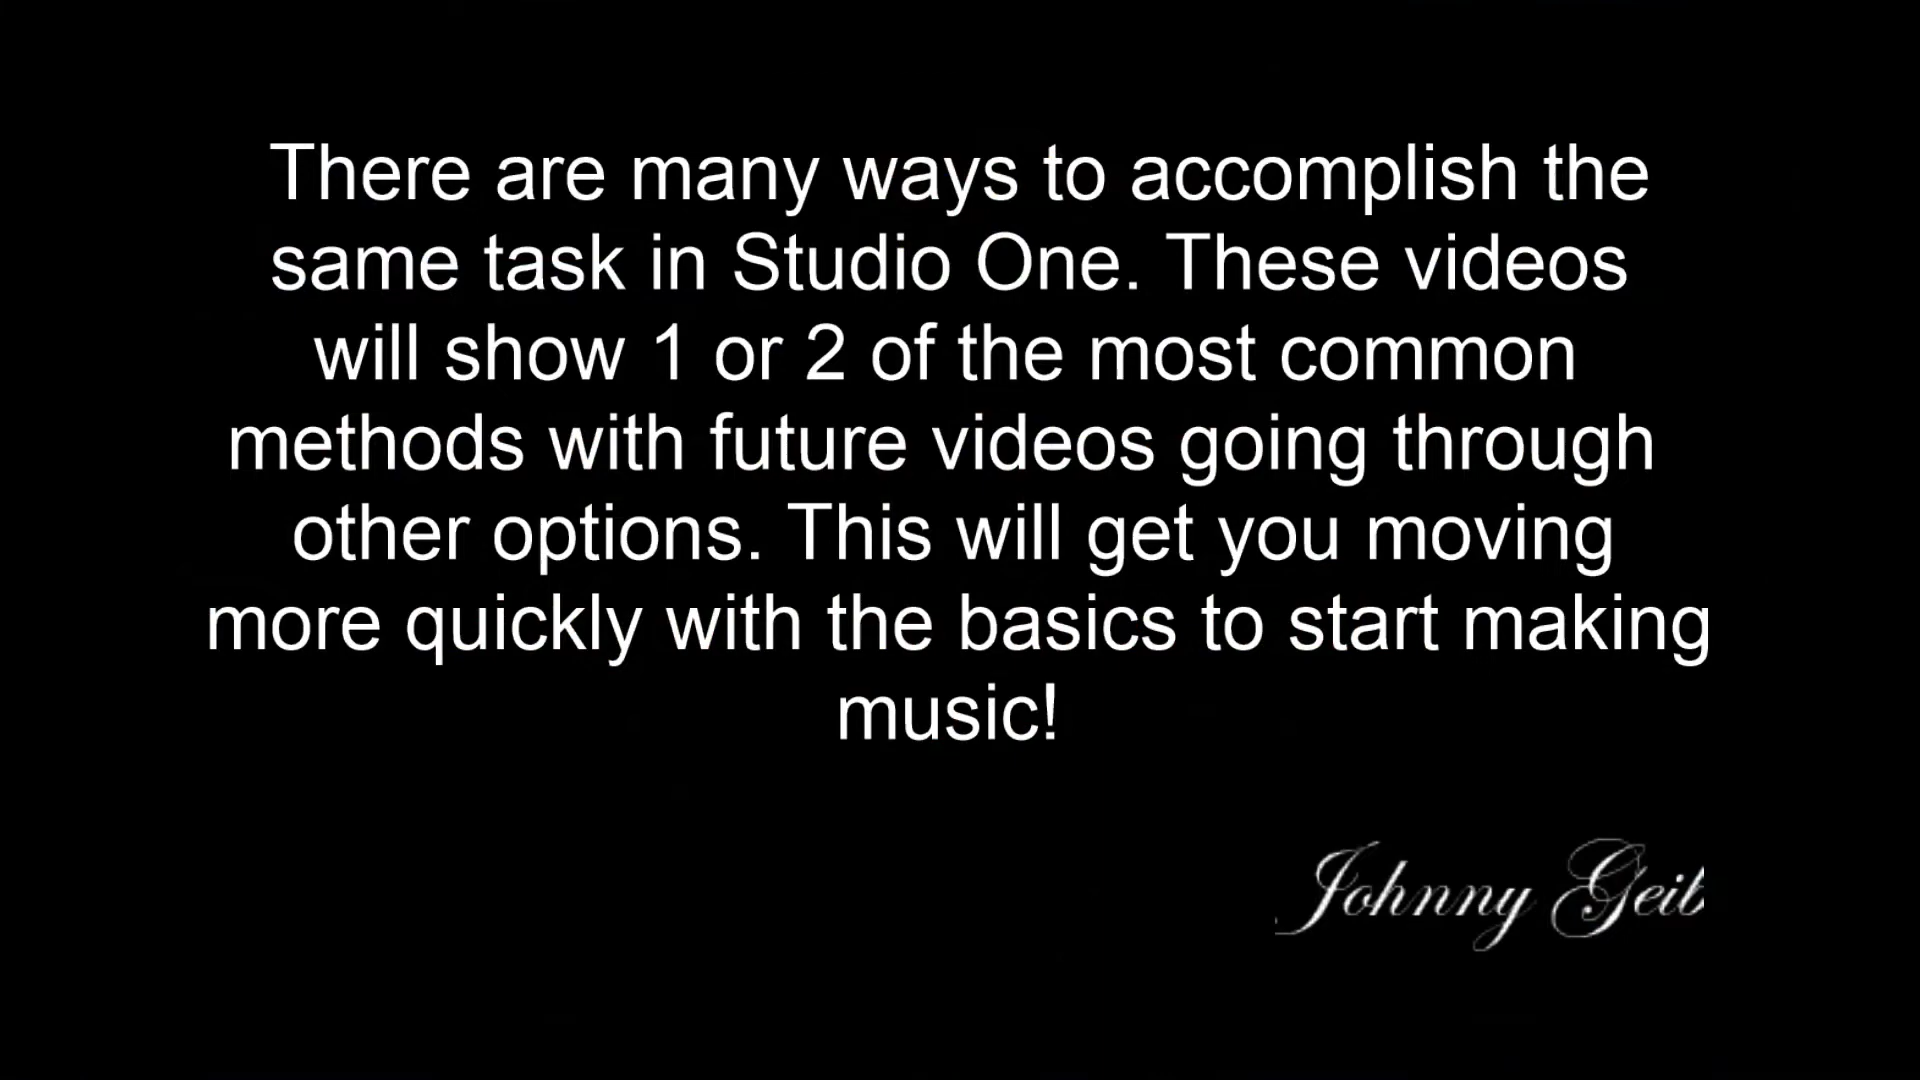 There are many ways to accomplish the
same task in Studio One. These videos
will show 1 or 2 of the most common
methods with future videos going through
other options. This will get you moving
more quickly with the basics to start making
music!
Johnny Geib